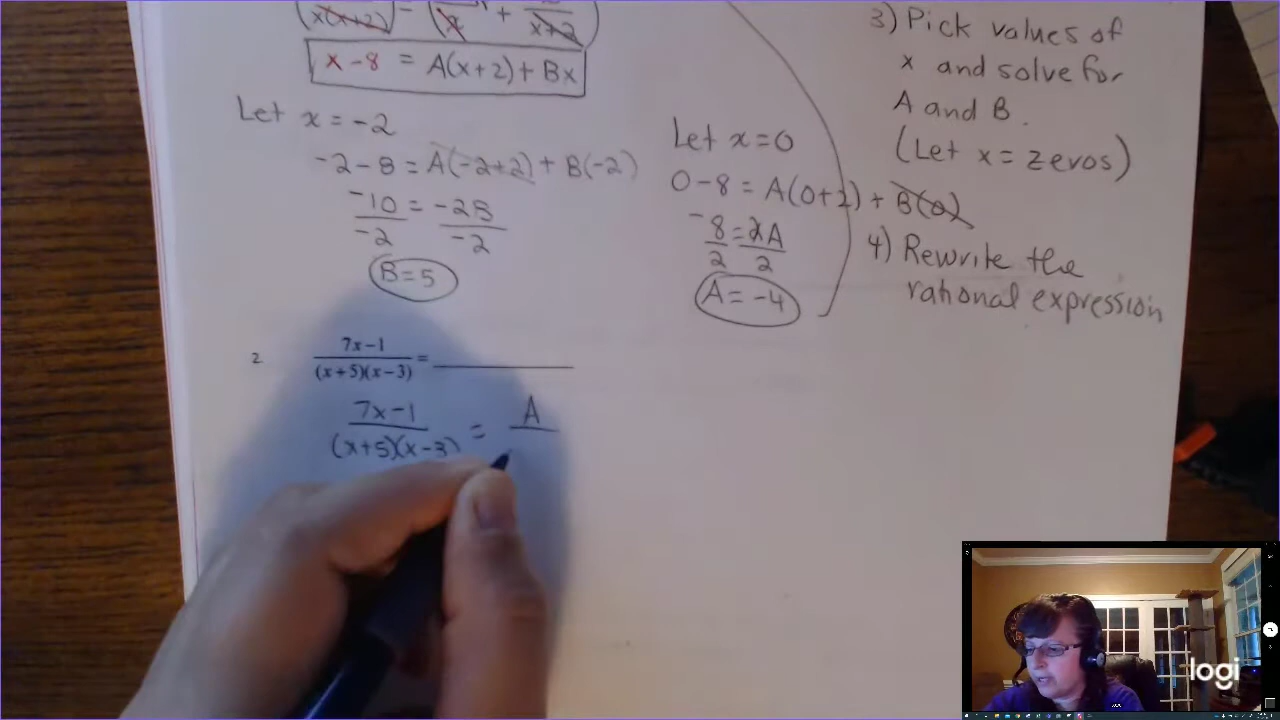 x(x+2) = x + x+2
x-8 = A(x+2)+Bx
Let x = -2
-2-8 = A(-2+2) + B(-2)
-10 = -2B
-2 -2
B=5
Let x=0
0-8 = A(0+2) + B(0)
-8 = 2A
2 2
A = -4
3) Pick values of
x and solve for
A and B.
(Let x = zeros)
4) Rewrite the
rational expression
2. 7x-1
(x+5)(x-3) =
7x-1 = A
(x+5)(x-3)
logi